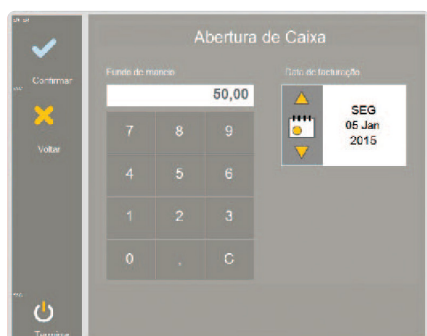 Abertura de Caixa
Confirmar
Voltar
Terminar
Fundo de maneio
50,00
7 8 9
4 5 6
1 2 3
0 . C
Data de facturação
SEG
05 Jan
2015